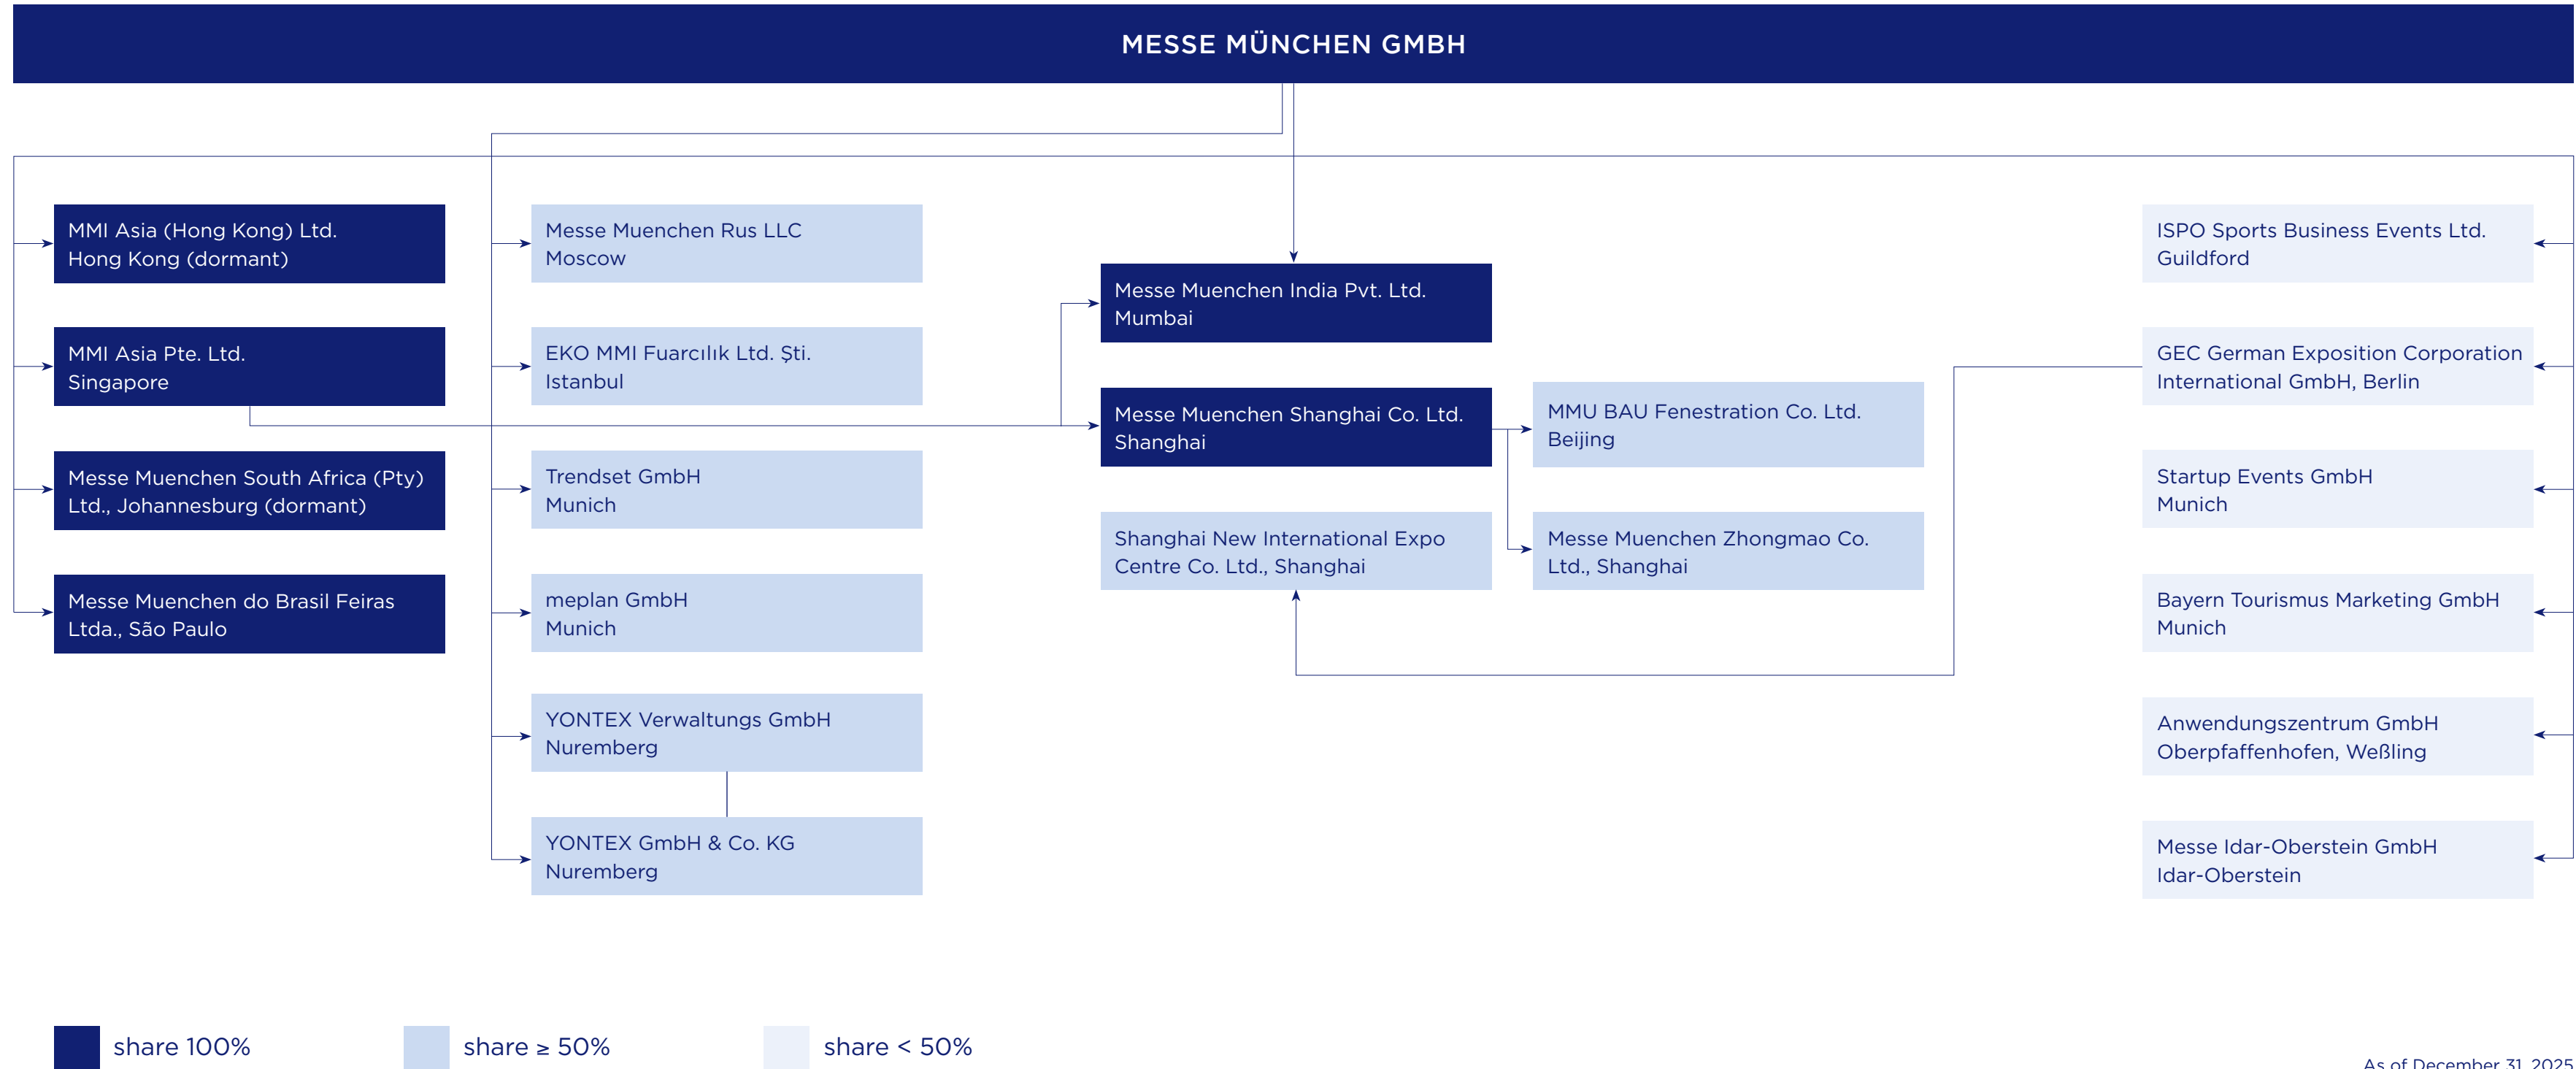 MESSE MÜNCHEN GMBH
MMI Asia (Hong Kong) Ltd.
Hong Kong (dormant)
MMI Asia Pte. Ltd.
Singapore
Messe Muenchen South Africa (Pty)
Ltd., Johannesburg (dormant)
Messe Muenchen do Brasil Feiras
Ltda., São Paulo
Messe Muenchen Rus LLC
Moscow
EKO MMI Fuarcılık Ltd. Şti.
Istanbul
Trendset GmbH
Munich
meplan GmbH
Munich
YONTEX Verwaltungs GmbH
Nuremberg
YONTEX GmbH & Co. KG
Nuremberg
Messe Muenchen India Pvt. Ltd.
Mumbai
Messe Muenchen Shanghai Co. Ltd.
Shanghai
Shanghai New International Expo
Centre Co. Ltd., Shanghai
MMU BAU Fenestration Co. Ltd.
Beijing
Messe Muenchen Zhongmao Co.
Ltd., Shanghai
ISPO Sports Business Events Ltd.
Guildford
GEC German Exposition Corporation
International GmbH, Berlin
Startup Events GmbH
Munich
Bayern Tourismus Marketing GmbH
Munich
Anwendungszentrum GmbH
Oberpfaffenhofen, Weßling
Messe Idar-Oberstein GmbH
Idar-Oberstein
share 100%
share ≥ 50%
share < 50%
As of December 31, 2025